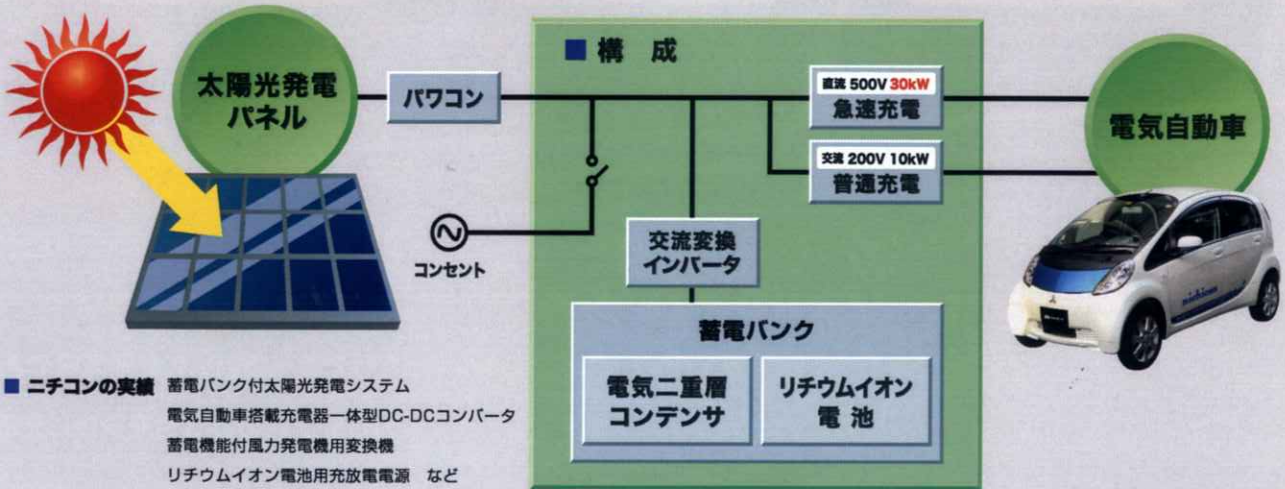 太陽光発電
パネル
パワコン
■ 構 成
直流 500V 30kW
急速充電
交流 200V 10kW
普通充電
電気自動車
コンセント
交流変換
インバータ
蓄電バンク
電気二重層
コンデンサ
リチウムイオン
電 池
nichicon
■ ニチコンの実績 蓄電バンク付太陽光発電システム
電気自動車搭載充電器一体型DC-DCコンバータ
蓄電機能付風力発電機用変換機
リチウムイオン電池用充放電電源 など